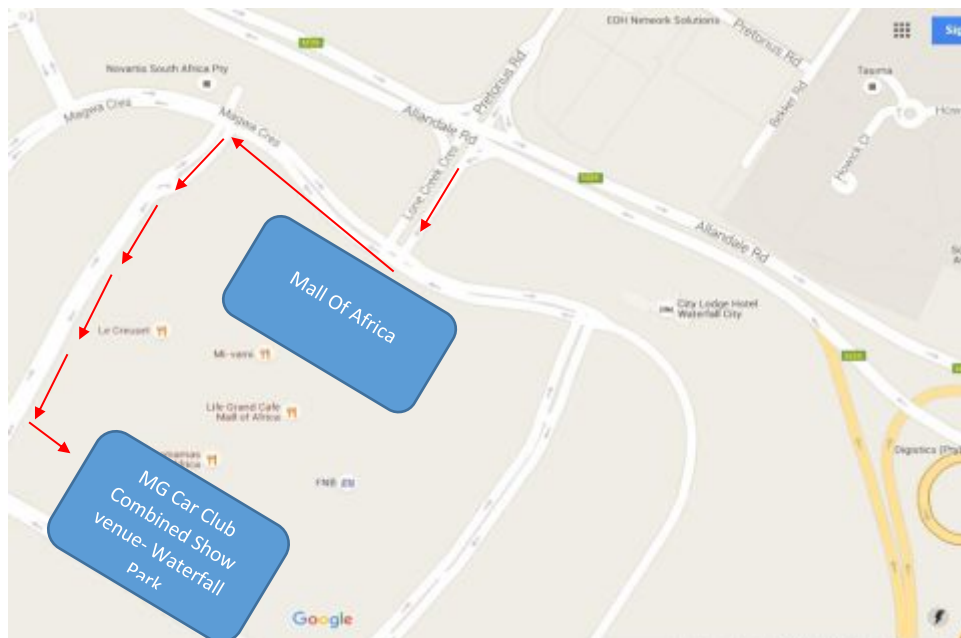 EOH Network Solutions
Pretorius Rd
Sig
Novartis South Africa Pty
Tasima
Magwa Cres
Magwa Cres
Allandale Rd
Pretorius Rd
Bekker Rd
Howick Cl
Lone Creek Cres
Allandale Rd
Mall Of Africa
City Lodge Hotel
Waterfall City
Le Creuset
Mi-vami
Life Grand Cafe
Mall of Africa
FNB
Digistics (Pty)
MG Car Club
Combined Show
venue- Waterfall
Park
Google